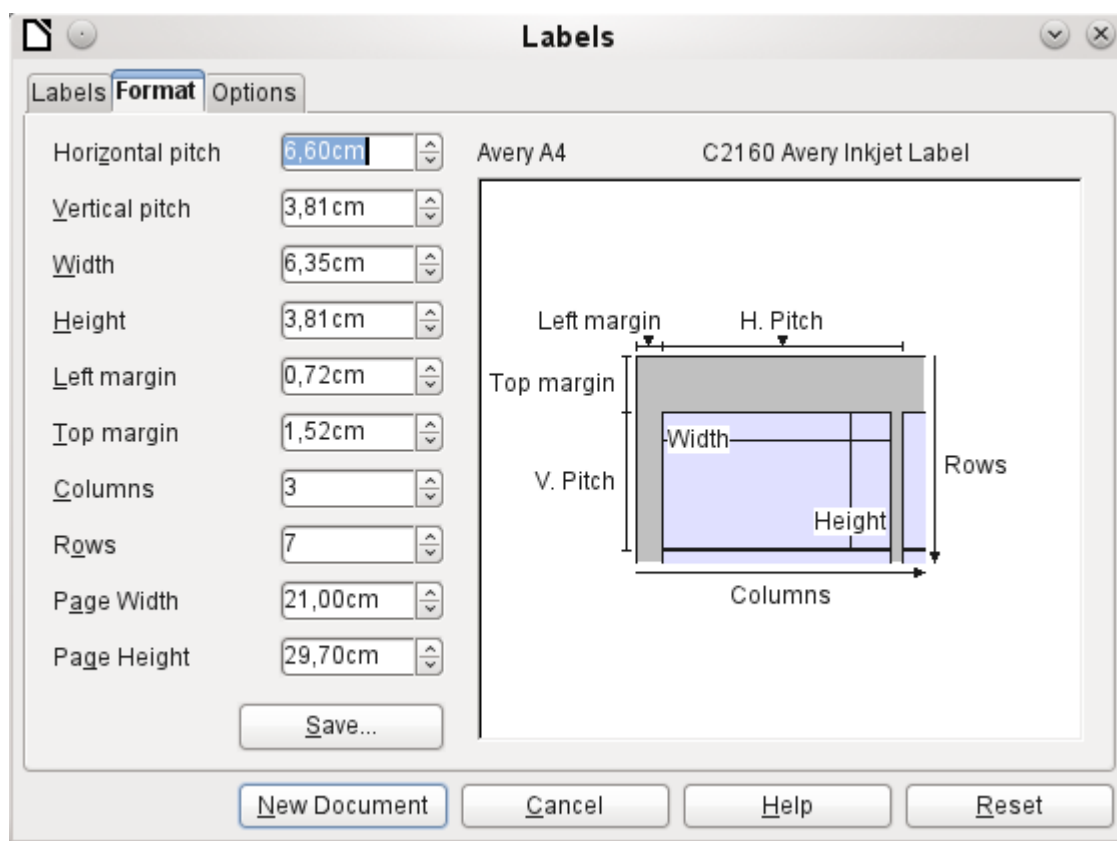 Labels
Labels Format Options
Horizontal pitch 6,60cm
Vertical pitch 3,81cm
Width 6,35cm
Height 3,81cm
Left margin 0,72cm
Top margin 1,52cm
Columns 3
Rows 7
Page Width 21,00cm
Page Height 29,70cm
Save...
Avery A4 C2160 Avery Inkjet Label
Left margin H. Pitch
Top margin
Width
V. Pitch
Rows
Height
Columns
New Document Cancel Help Reset